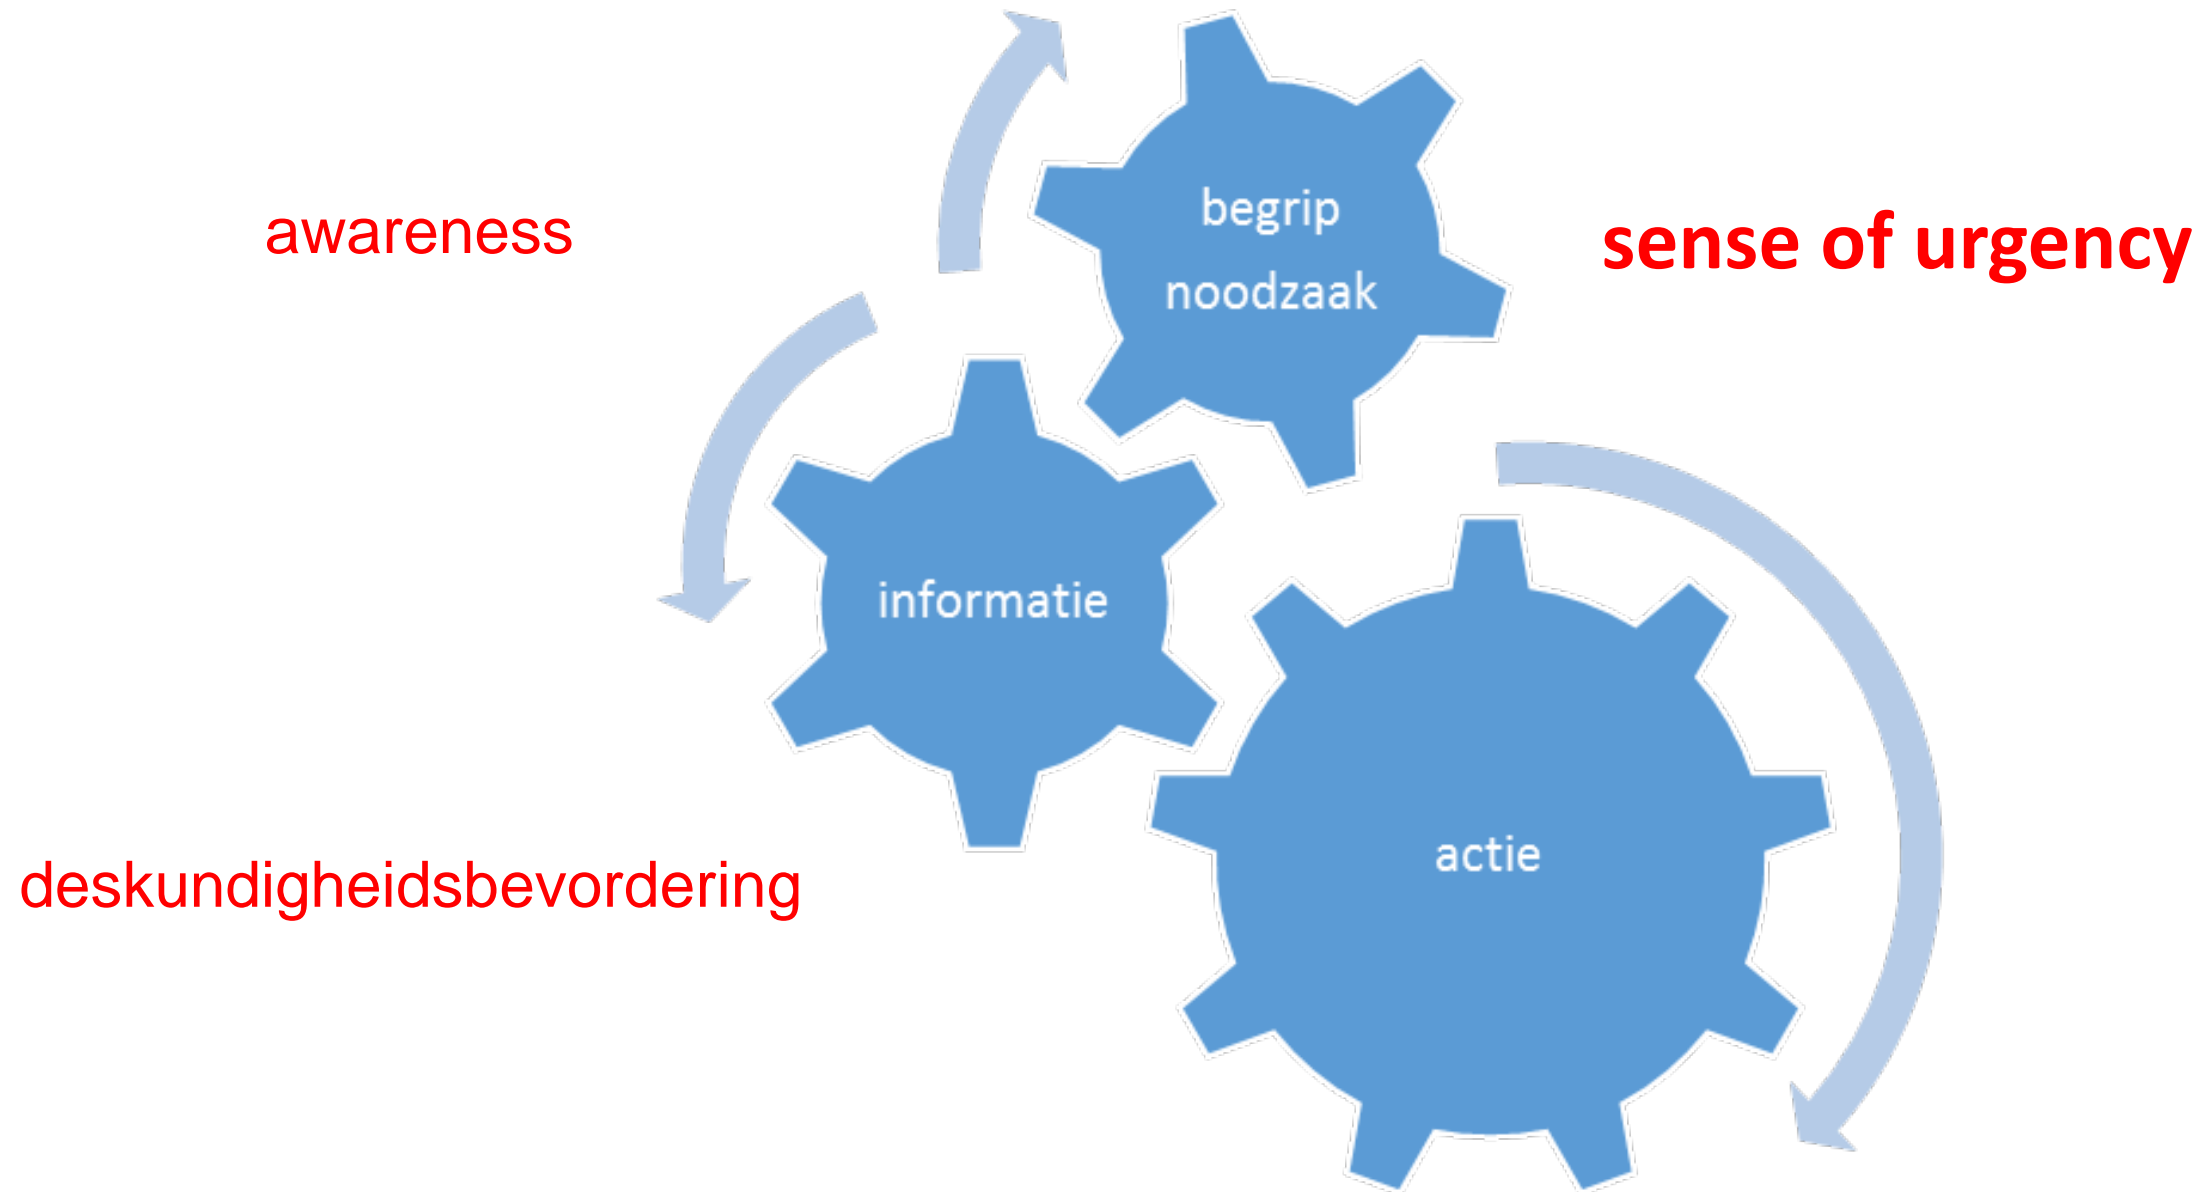 begrip
noodzaak
awareness
sense of urgency
informatie
actie
deskundigheidsbevordering